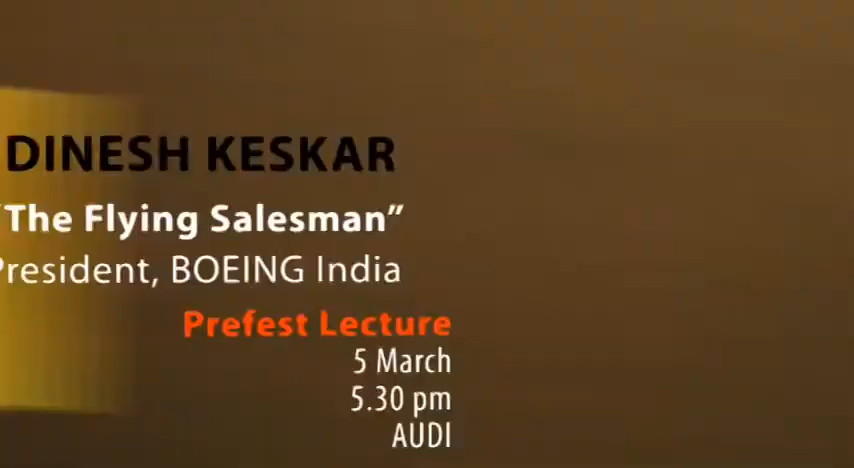 DINESH KESKAR
"The Flying Salesman"
President, BOEING India
Prefest Lecture
5 March
5.30 pm
AUDI